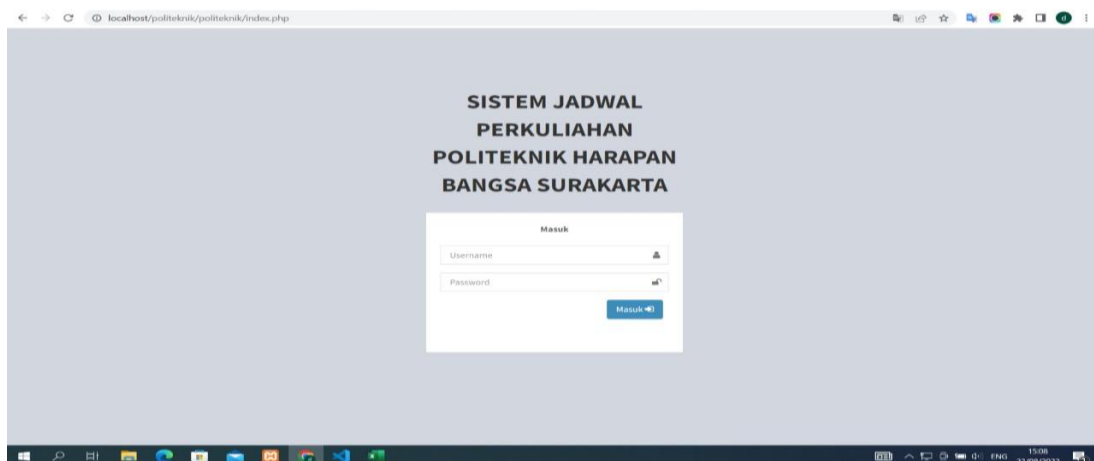 localhost/politeknik/politeknik/index.php
SISTEM JADWAL
PERKULIAHAN
POLITEKNIK HARAPAN
BANGSA SURAKARTA
Masuk
Username
Password
Masuk
ENG
15:08